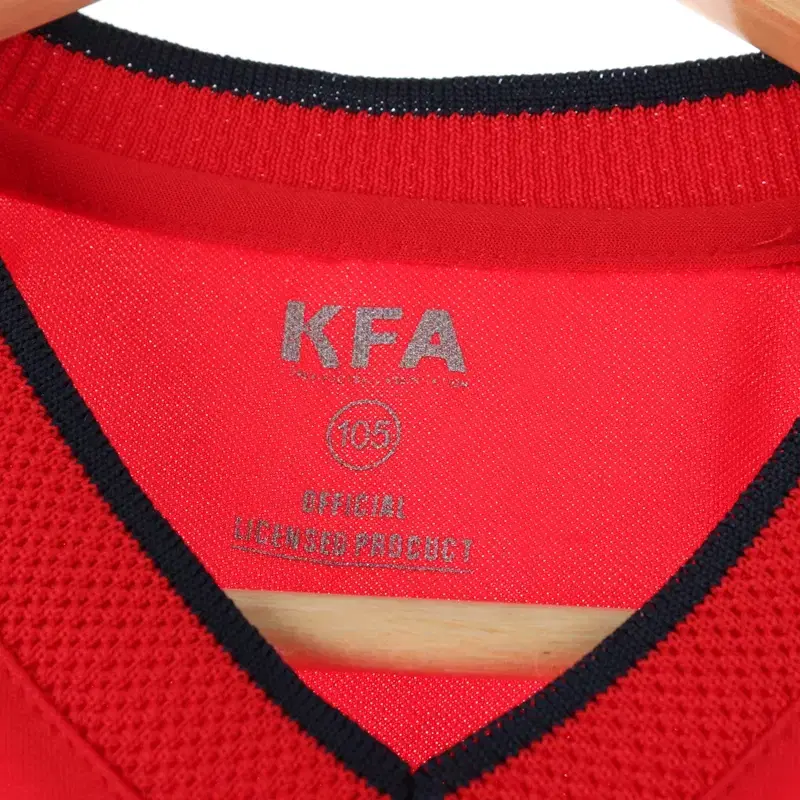 KFA
105
OFFICIAL
LICENSED PRODUCT